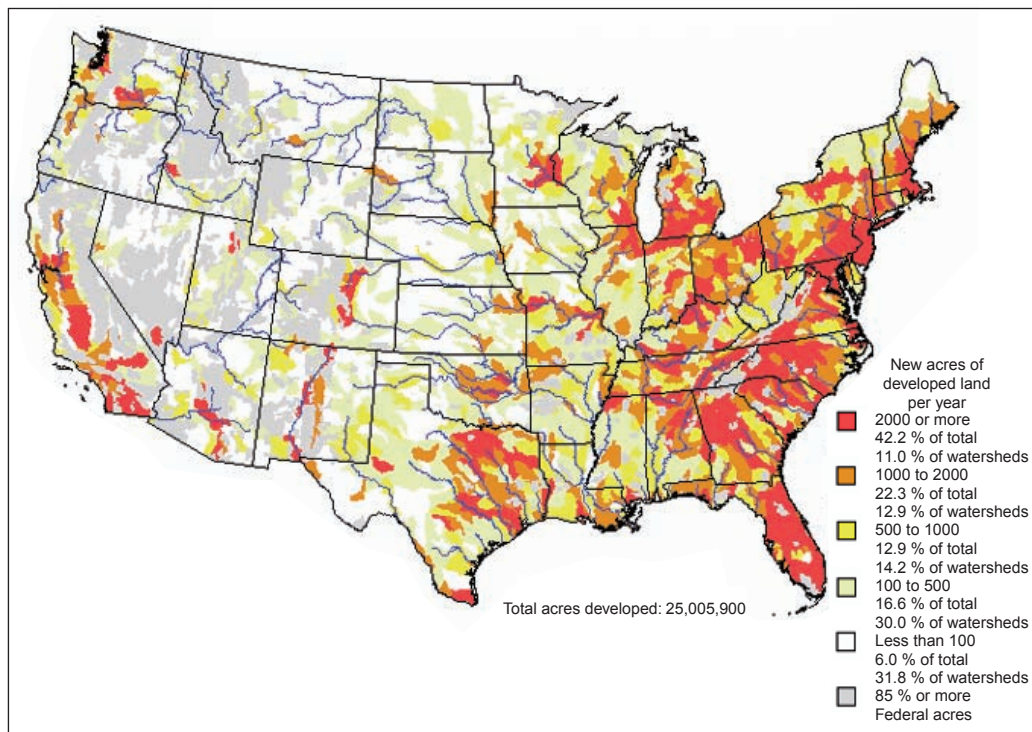 Total acres developed: 25,005,900
New acres of
developed land
per year
2000 or more
42.2 % of total
11.0 % of watersheds
1000 to 2000
22.3 % of total
12.9 % of watersheds
500 to 1000
12.9 % of total
14.2 % of watersheds
100 to 500
16.6 % of total
30.0 % of watersheds
Less than 100
6.0 % of total
31.8 % of watersheds
85 % or more
Federal acres